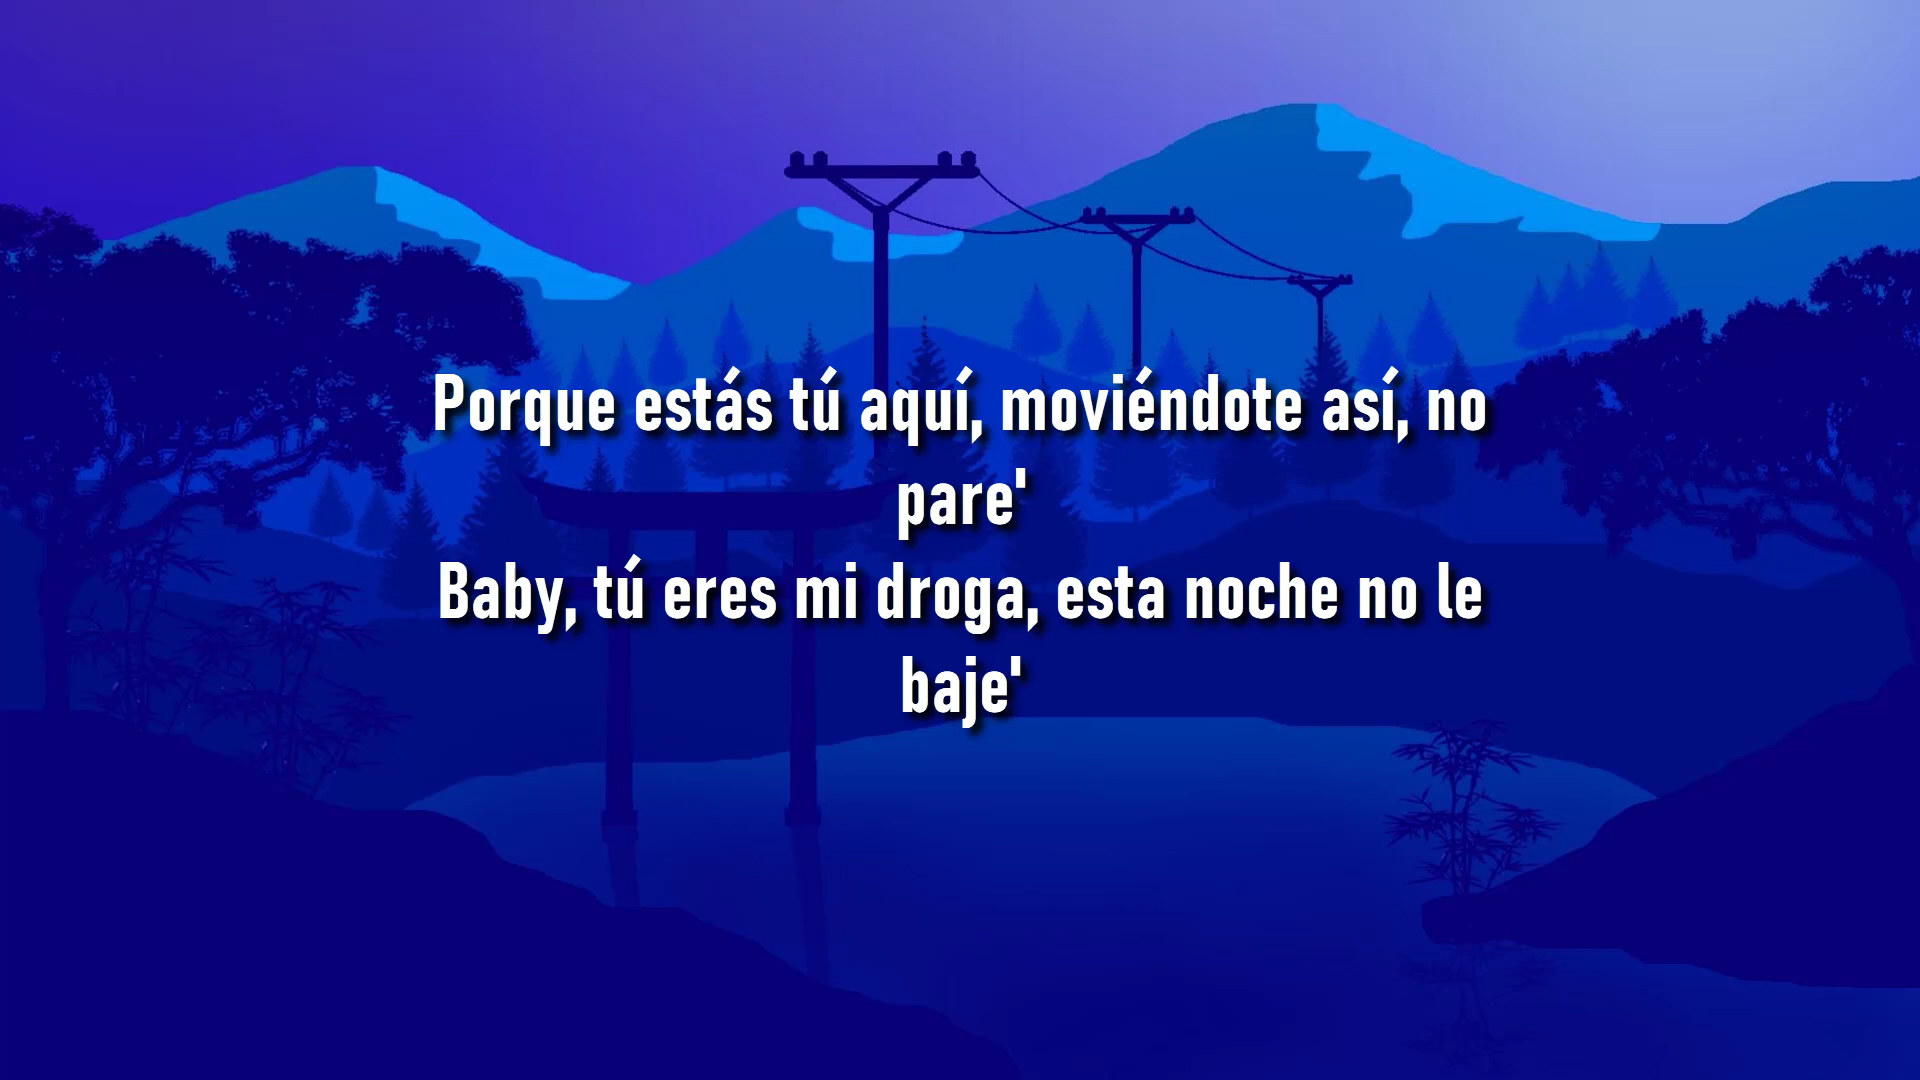 Porque estás tú aquí, moviéndote así, no
pare'
Baby, tú eres mi droga, esta noche no le
baje'